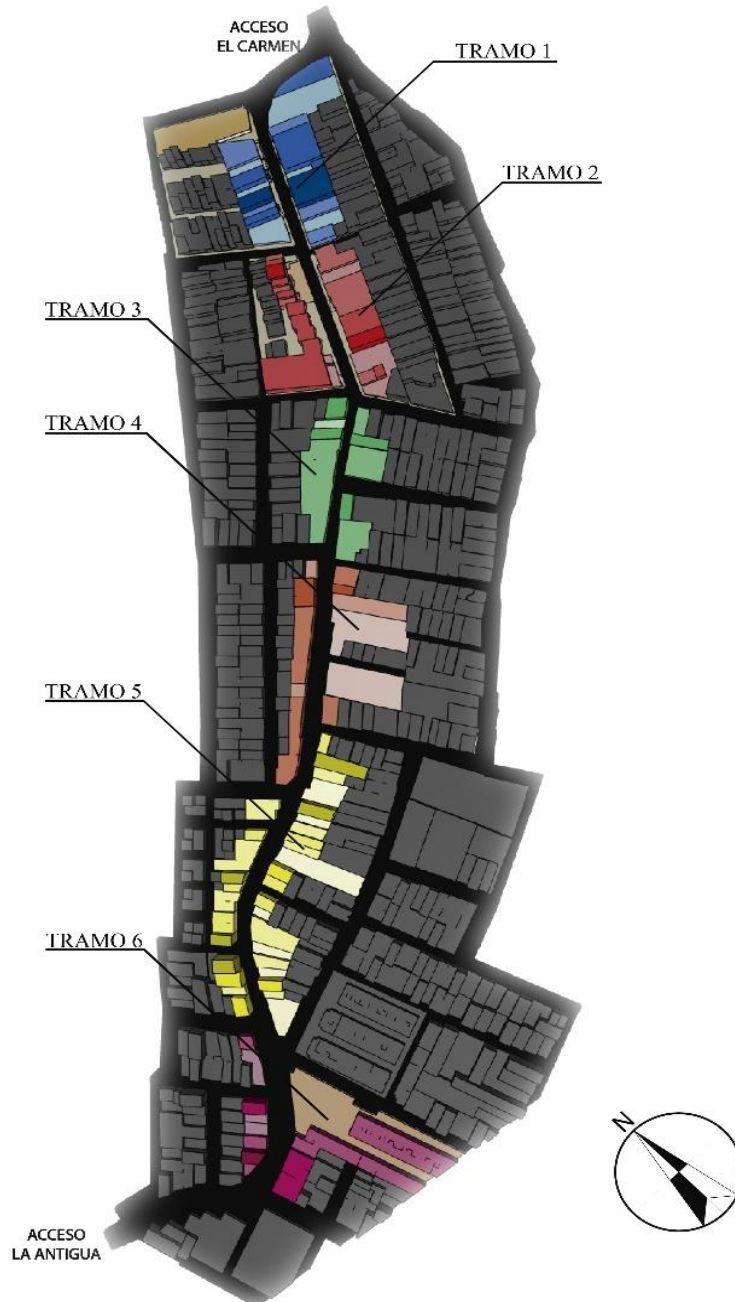 ACCESO
EL CARMEN
TRAMO 1
TRAMO 2
TRAMO 3
TRAMO 4
TRAMO 5
TRAMO 6
N
ACCESO
LA ANTIGUA